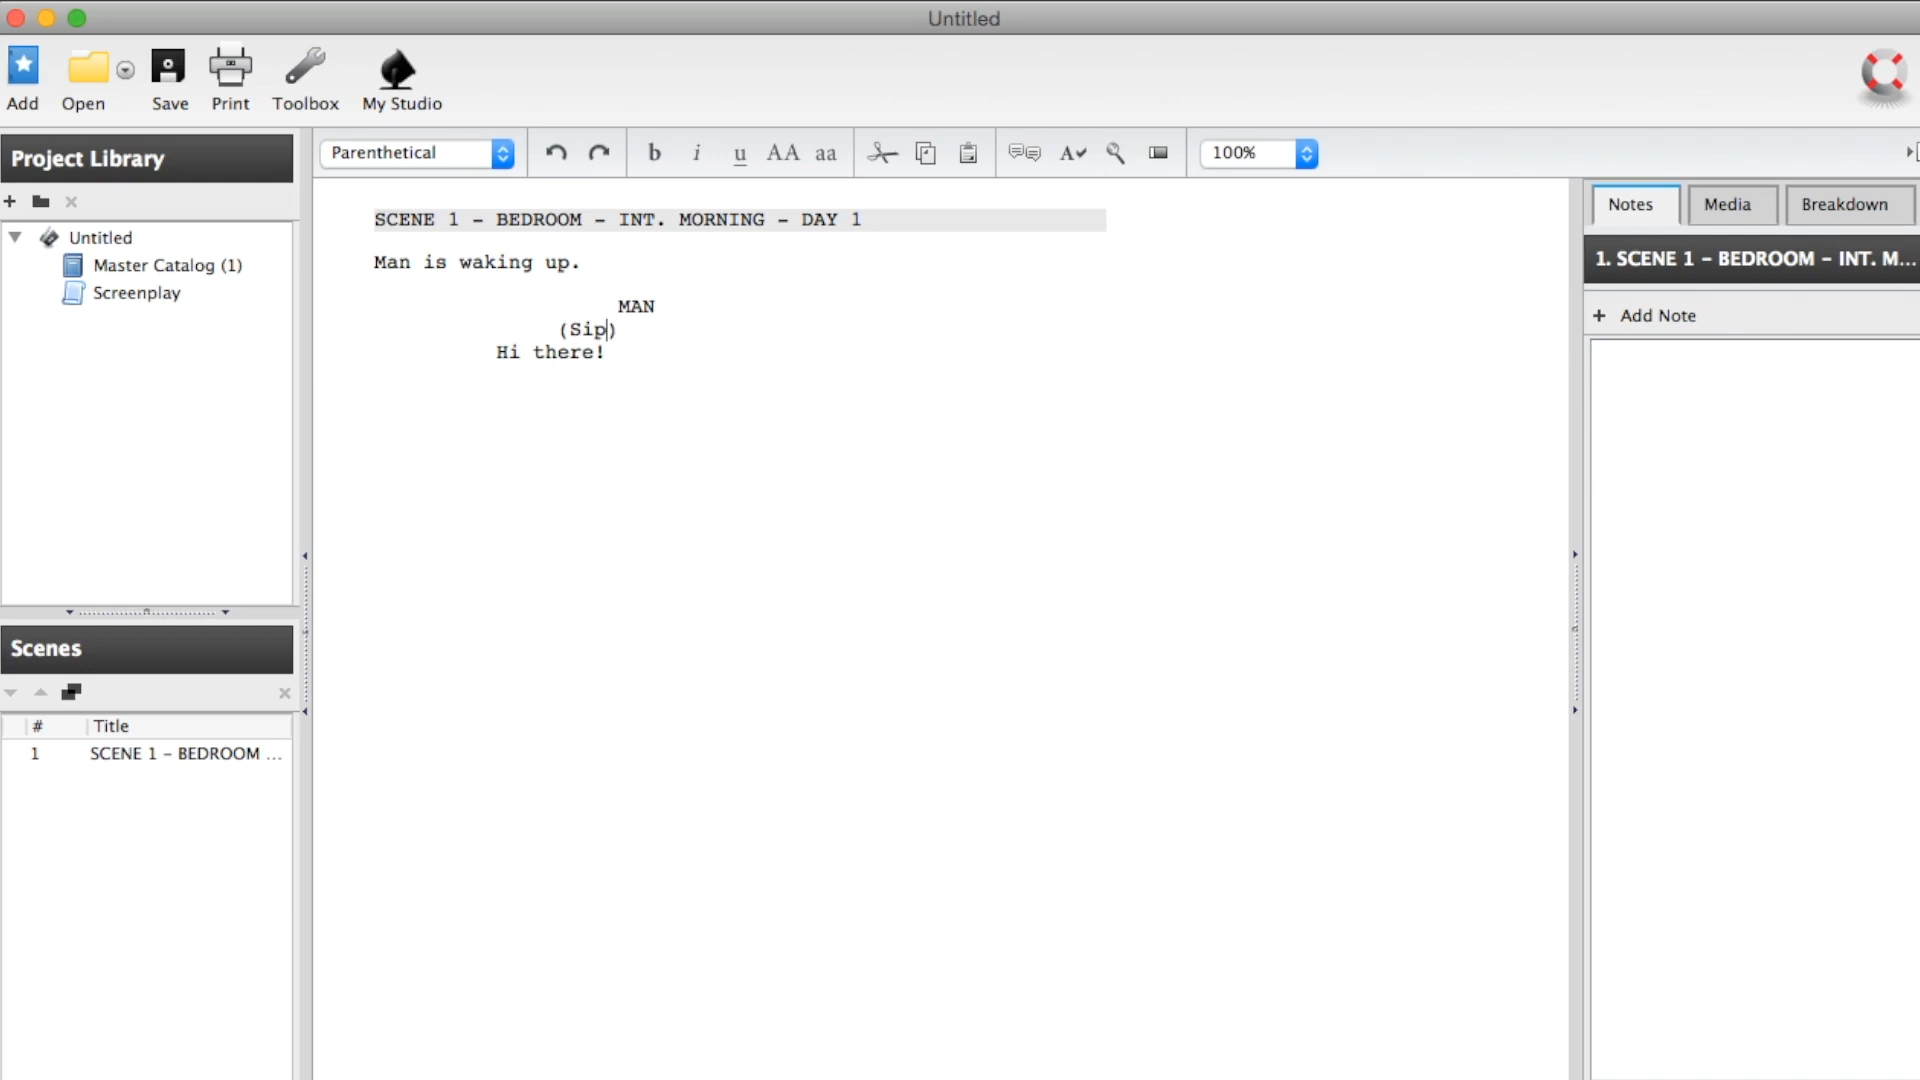 Untitled
Add
Open
Save
Print
Toolbox
My Studio
Project Library
Parenthetical
b i u AA aa
100%
Untitled
Master Catalog (1)
Screenplay
SCENE 1 - BEDROOM - INT. MORNING - DAY 1
Man is waking up.
MAN
(Sip)
Hi there!
Notes
Media
Breakdown
1. SCENE 1 - BEDROOM - INT. M...
+ Add Note
Scenes
# Title
1 SCENE 1 - BEDROOM ...